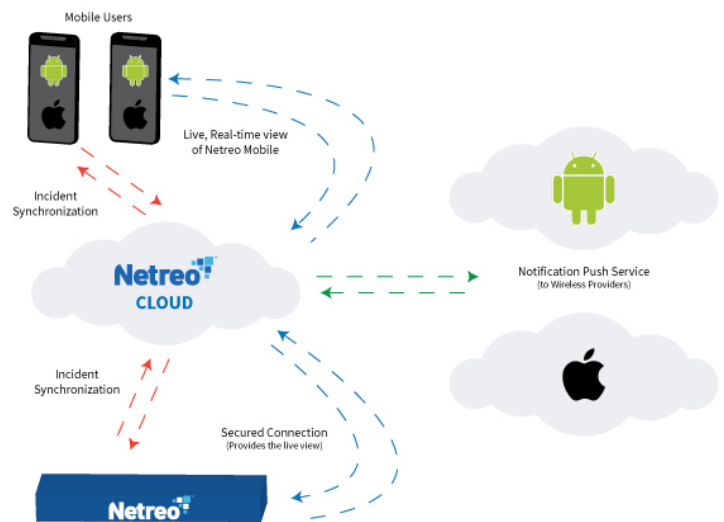 Mobile Users
Live, Real-time view
of Netreo Mobile
Incident
Synchronization
Netreo
CLOUD
Notification Push Service
(to Wireless Providers)
Incident
Synchronization
Secured Connection
(Provides the live view)
Netreo